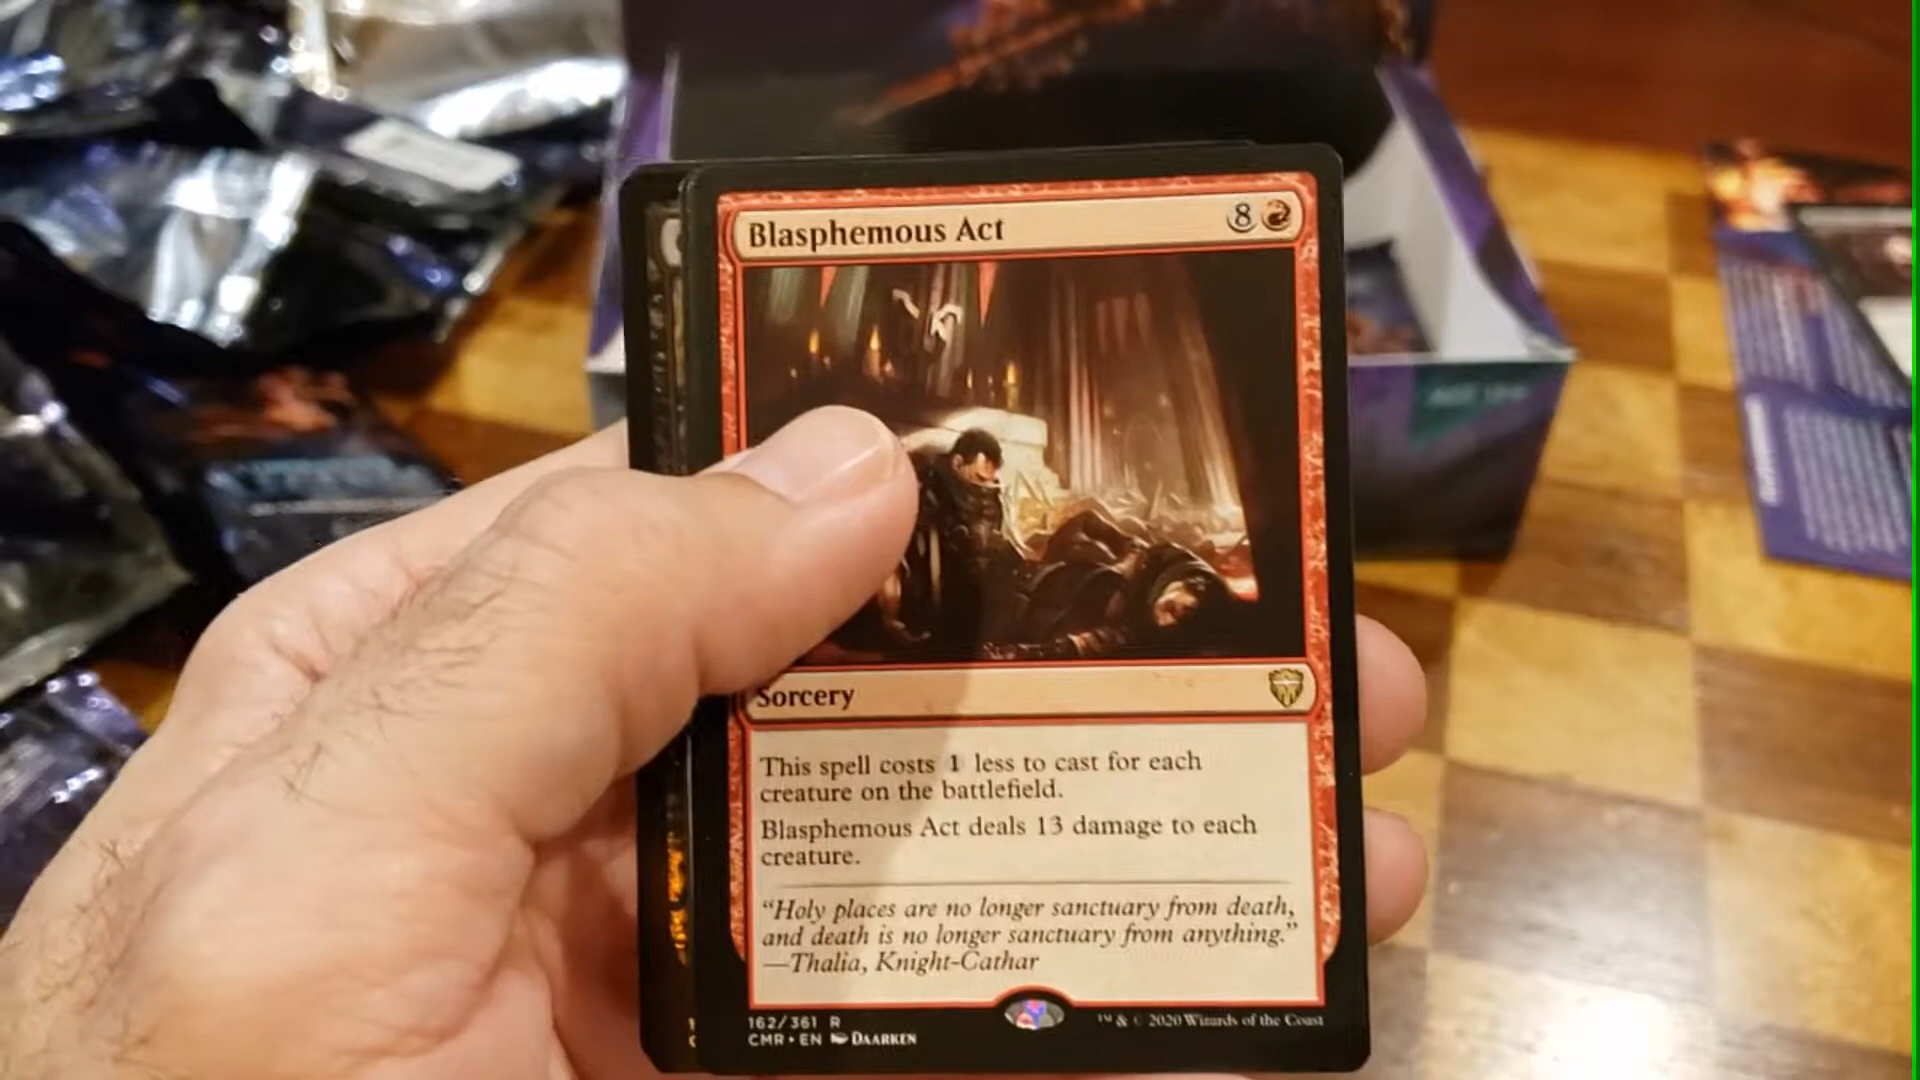 Blasphemous Act 8
Sorcery
This spell costs 1 less to cast for each
creature on the battlefield.
Blasphemous Act deals 13 damage to each
creature.
“Holy places are no longer sanctuary from death,
and death is no longer sanctuary from anything.”
—Thalia, Knight-Cathar
162/361 R
CMR • EN DAARKEN
™ & © 2020 Wizards of the Coast